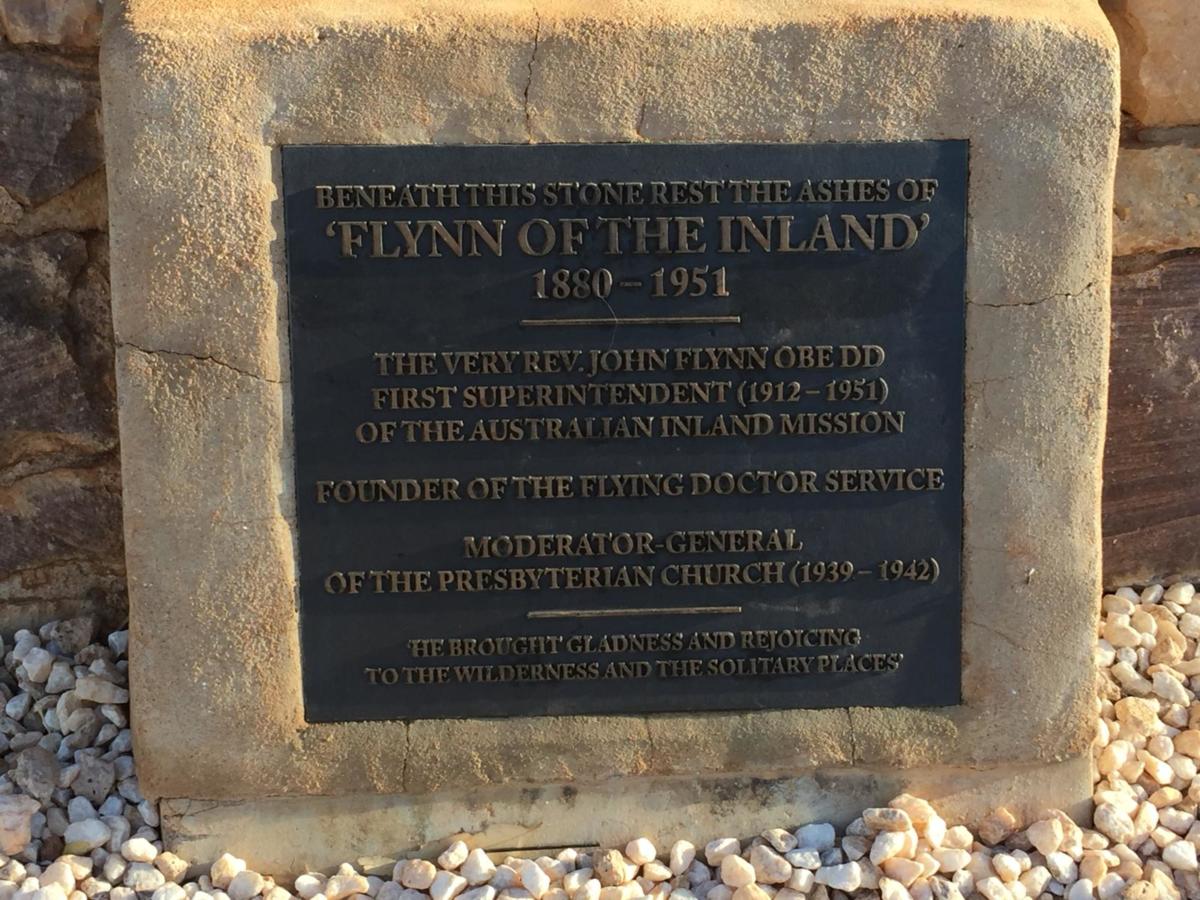 BENEATH THIS STONE REST THE ASHES OF
‘FLYNN OF THE INLAND’
1880 – 1951
THE VERY REV. JOHN FLYNN OBE DD
FIRST SUPERINTENDENT (1912 – 1951)
OF THE AUSTRALIAN INLAND MISSION
FOUNDER OF THE FLYING DOCTOR SERVICE
MODERATOR-GENERAL
OF THE PRESBYTERIAN CHURCH (1939 – 1942)
‘HE BROUGHT GLADNESS AND REJOICING
TO THE WILDERNESS AND THE SOLITARY PLACES’